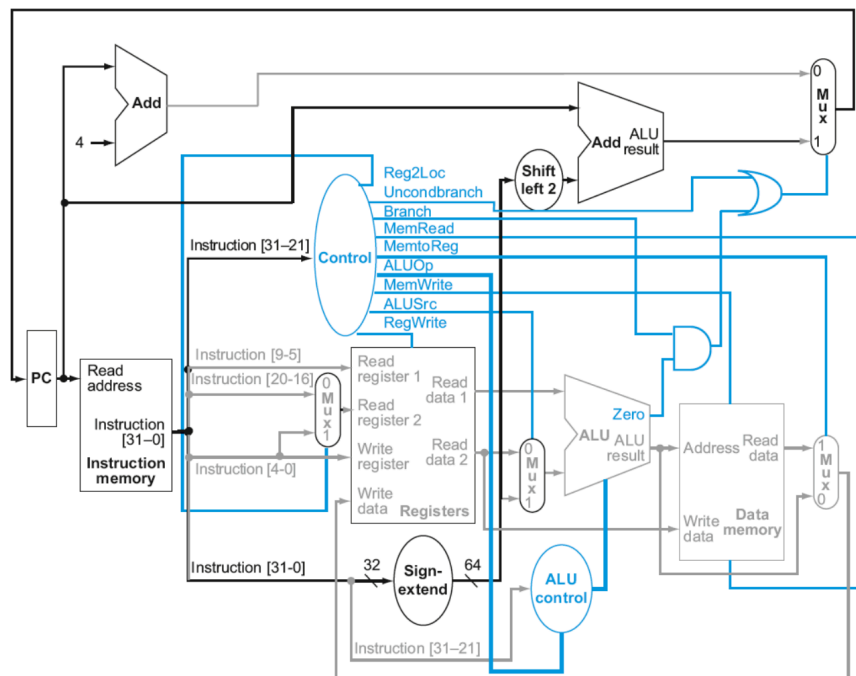 Add
4
0
Mux
1
Add
ALU
result
Shift
left 2
Reg2Loc
Uncondbranch
Branch
MemRead
MemtoReg
ALUOp
MemWrite
ALUSrc
RegWrite
Instruction [31–21]
Control
PC
Read
address
Instruction
[31–0]
Instruction
memory
Instruction [9-5]
Instruction [20-16]
Instruction [4-0]
0
Mux
1
Read
register 1
Read
register 2
Write
register
Write
data
Read
data 1
Read
data 2
Registers
0
Mux
1
Zero
ALU
ALU
result
Address
Read
data
Write
data
Data
memory
1
Mux
0
Instruction [31-0]
32
Sign-
extend
64
ALU
control
Instruction [31–21]